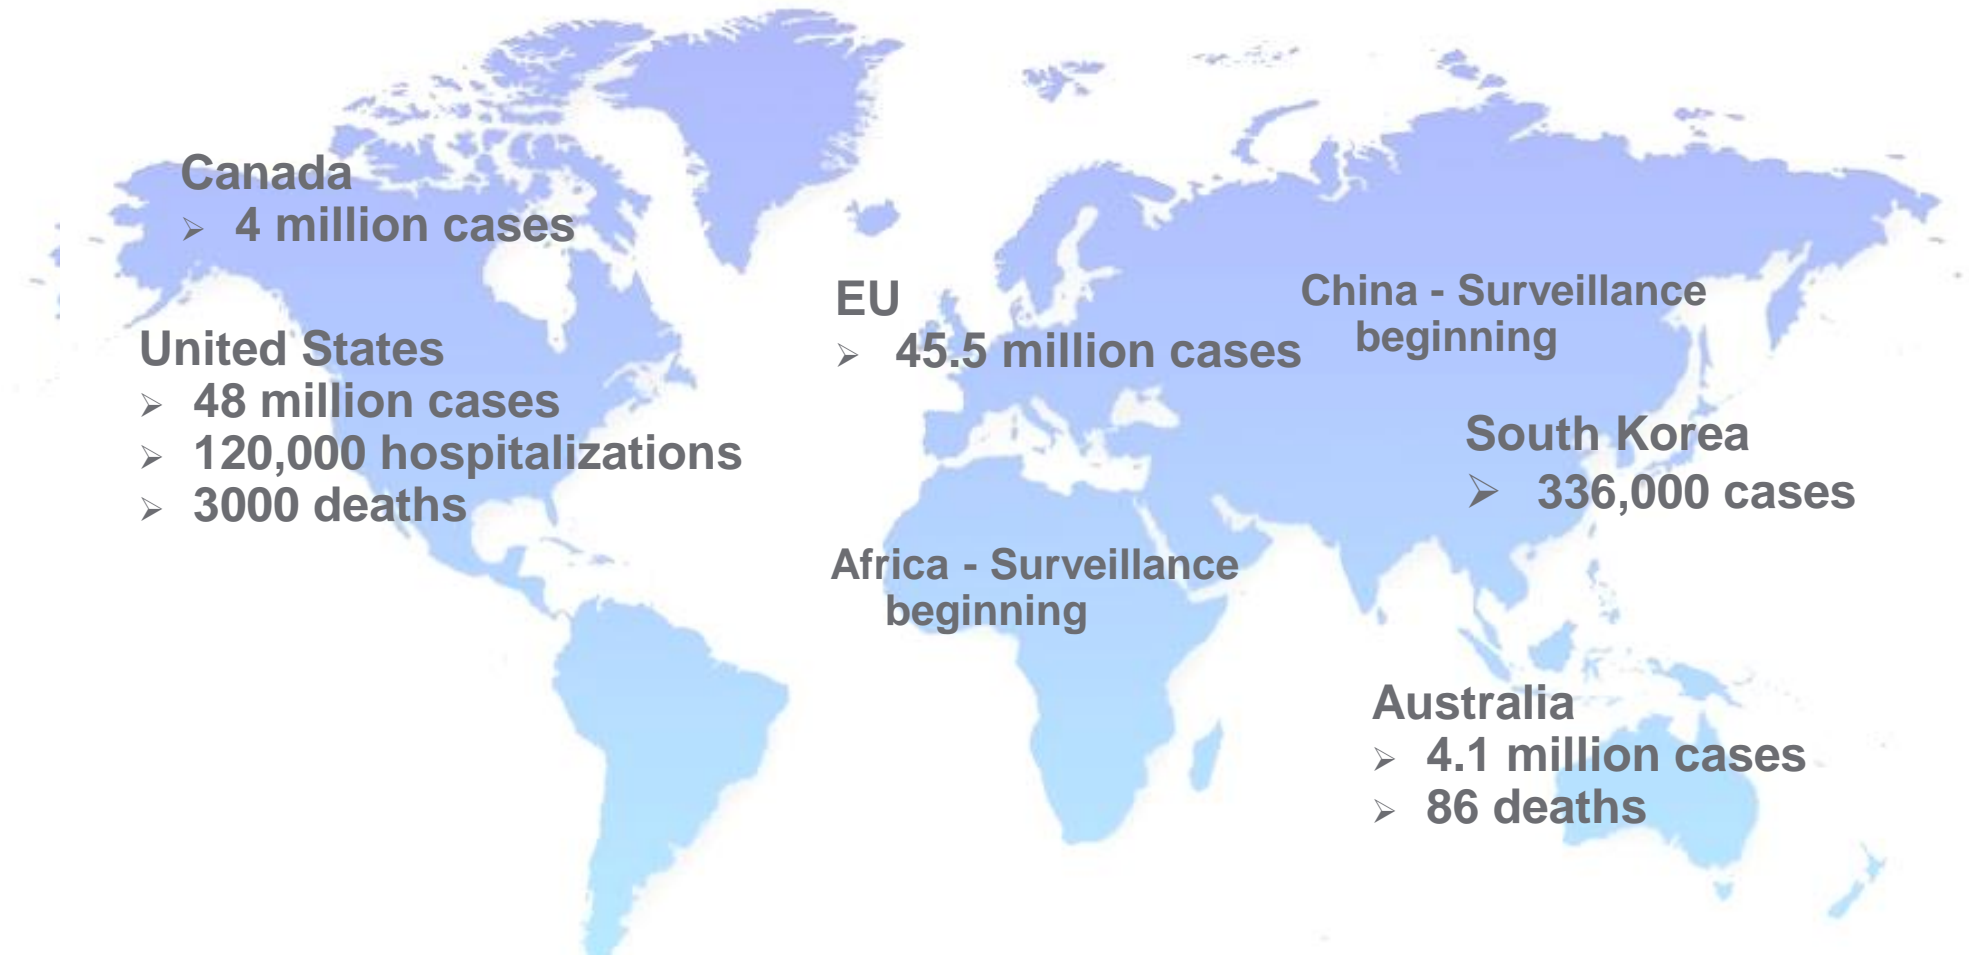 Canada
➢ 4 million cases
United States
➢ 48 million cases
➢ 120,000 hospitalizations
➢ 3000 deaths
EU
➢ 45.5 million cases
China - Surveillance
beginning
South Korea
➢ 336,000 cases
Africa - Surveillance
beginning
Australia
➢ 4.1 million cases
➢ 86 deaths